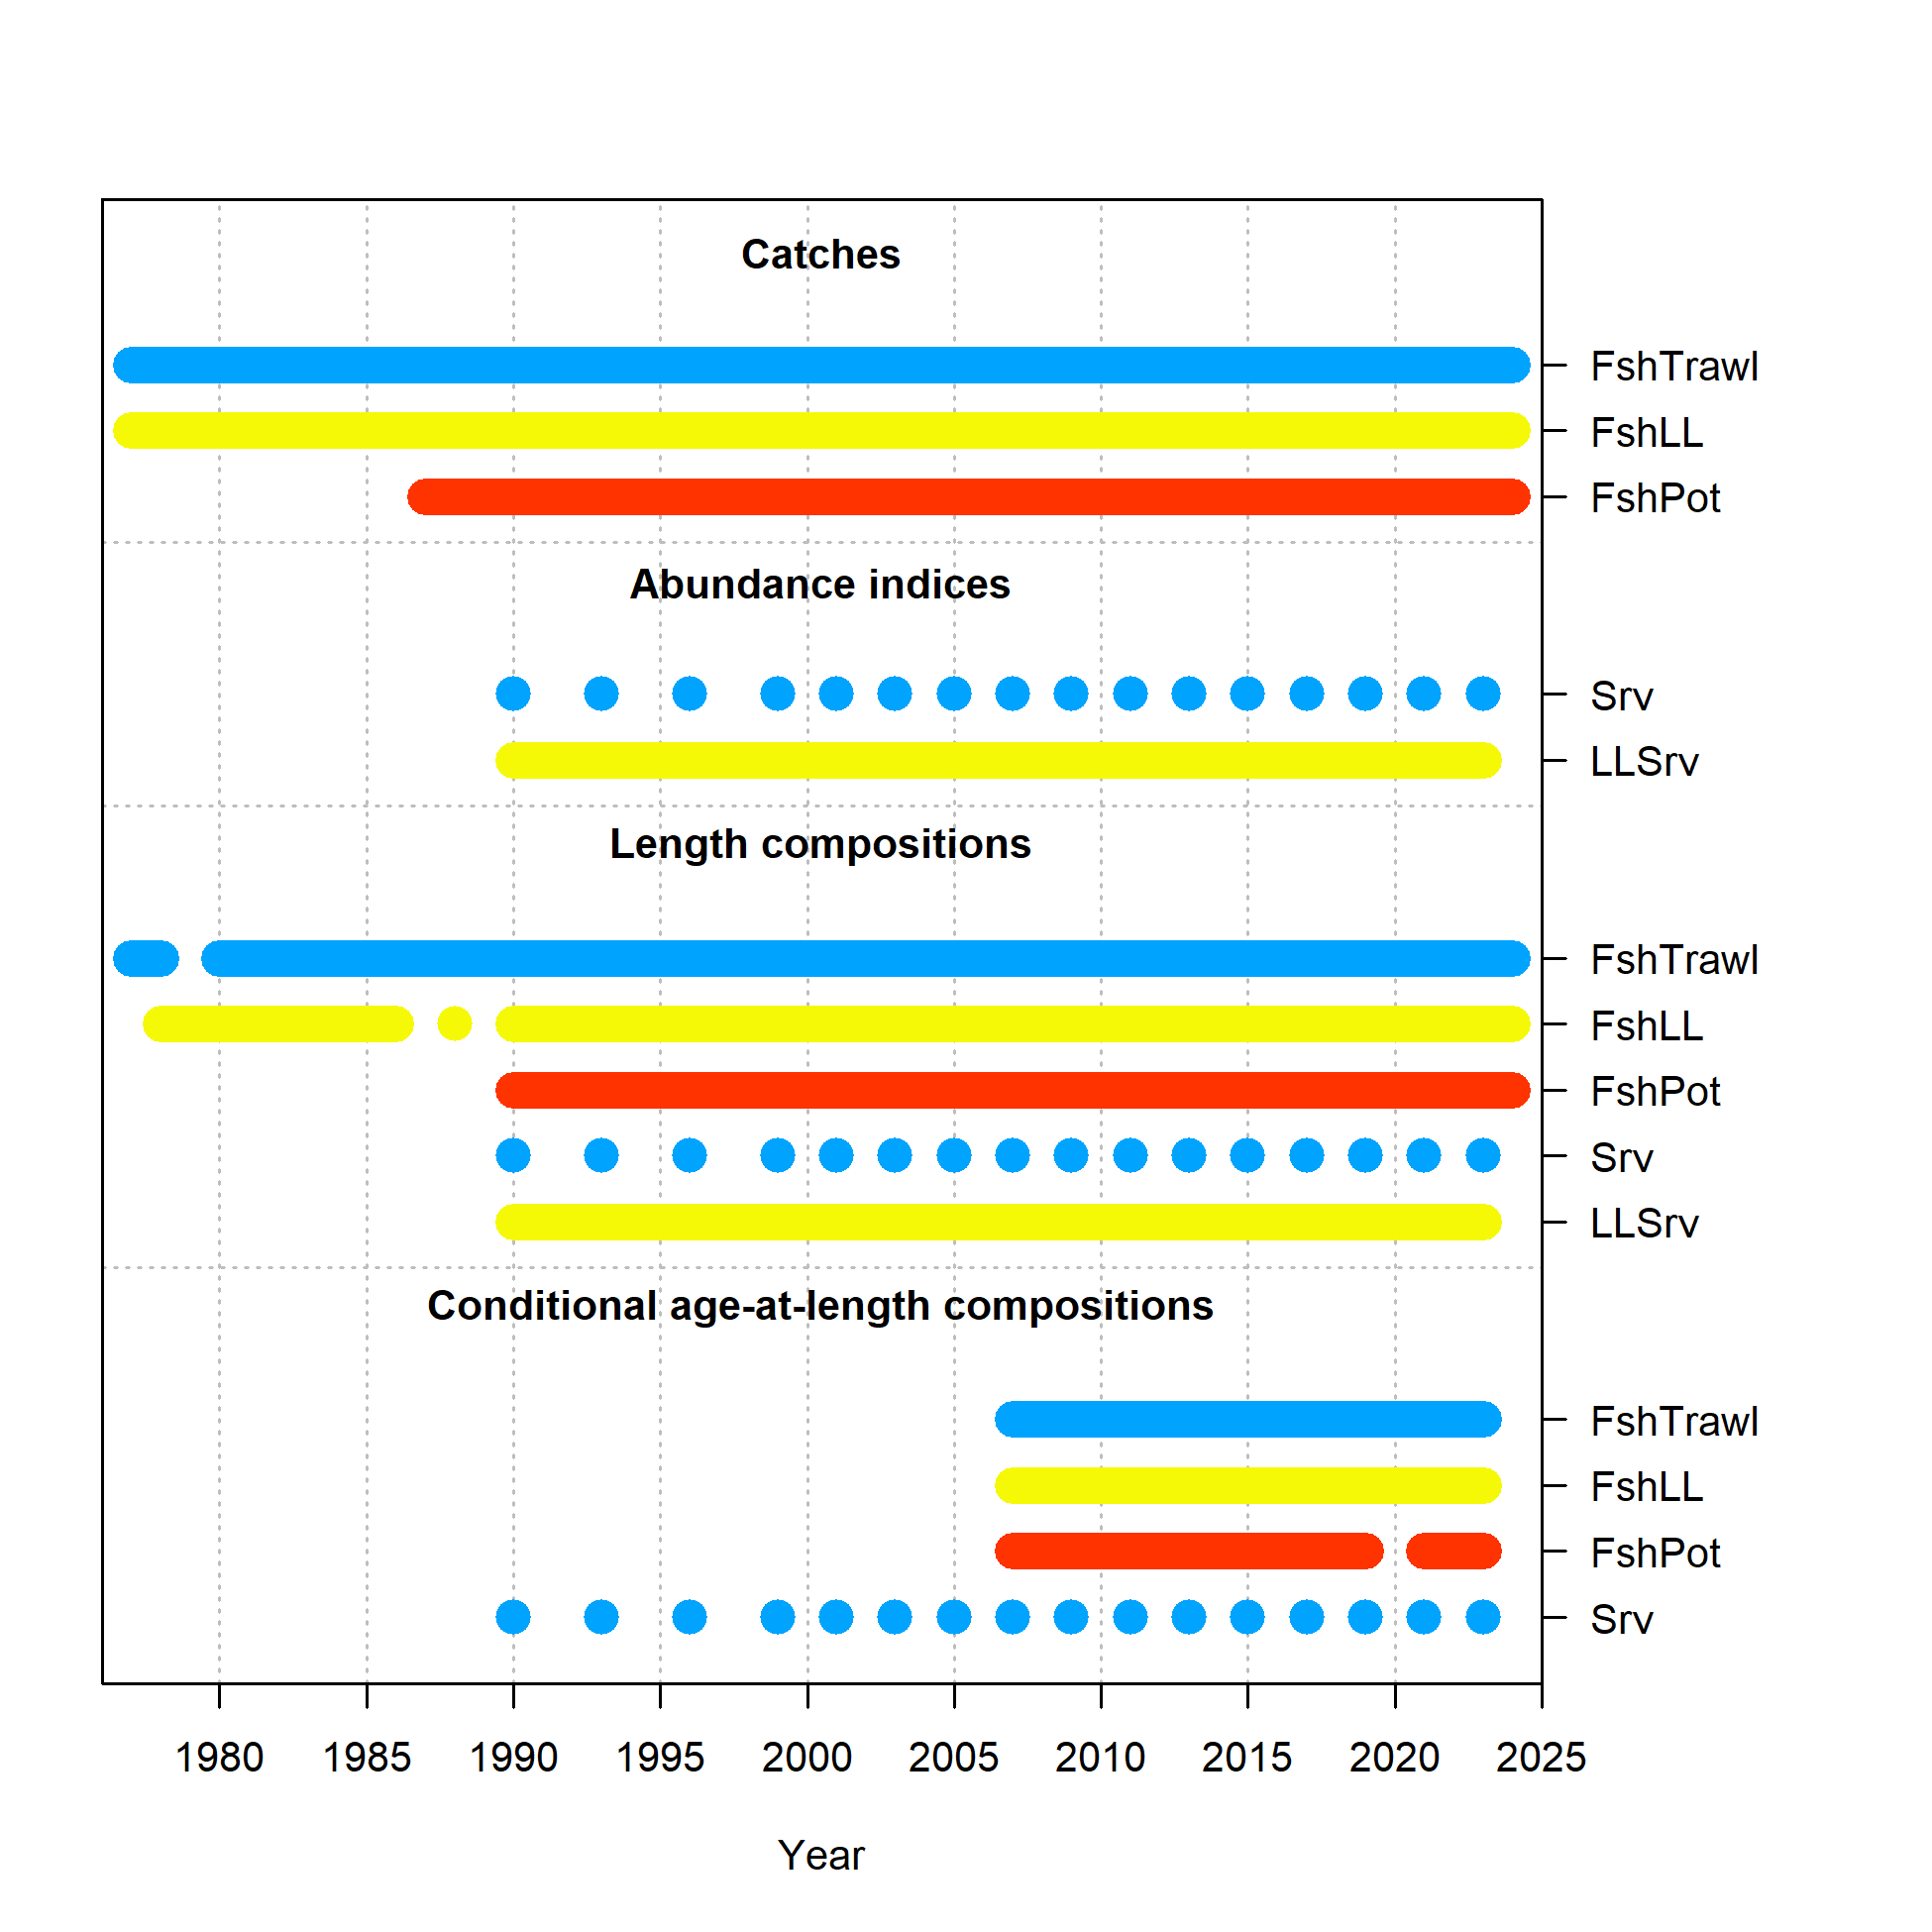 Catches
FshTrawl
FshLL
FshPot
Abundance indices
Srv
LLSrv
Length compositions
FshTrawl
FshLL
FshPot
Srv
LLSrv
Conditional age-at-length compositions
FshTrawl
FshLL
FshPot
Srv
1980 1985 1990 1995 2000 2005 2010 2015 2020 2025
Year